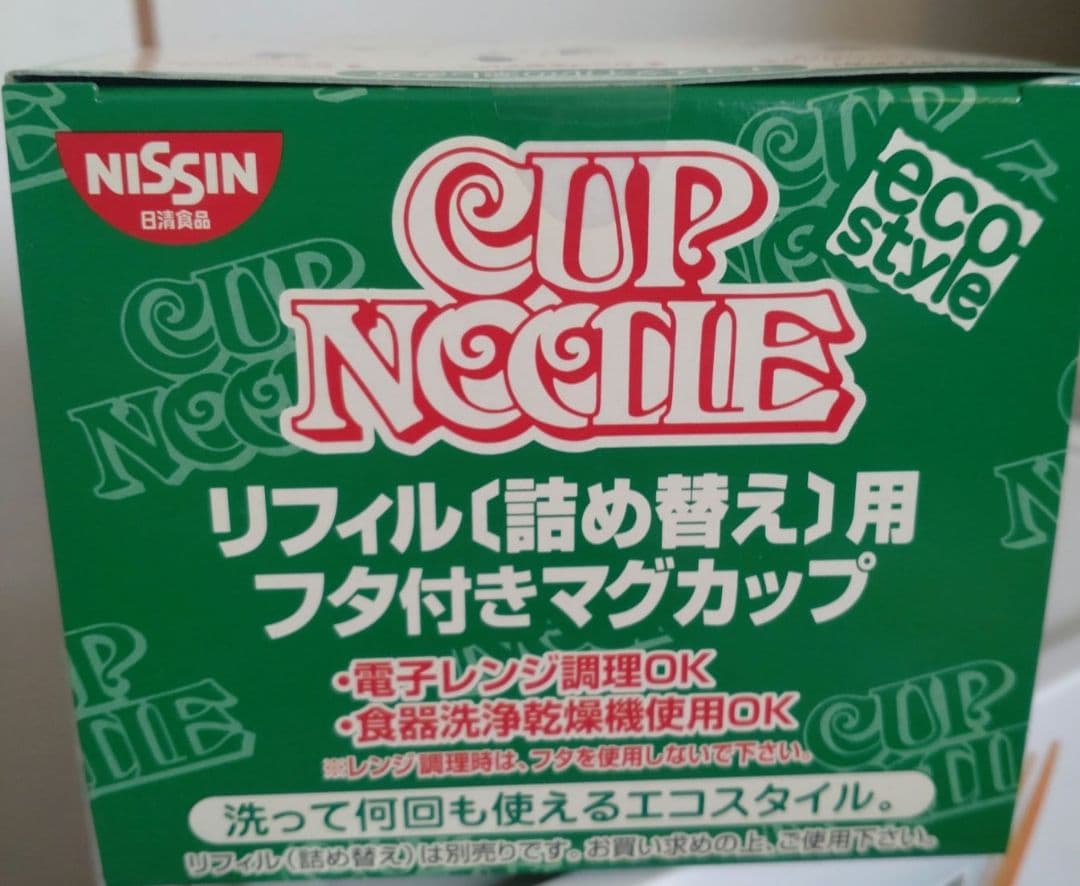 NISSIN
日清食品
CUP
NOODLE
eco
style
リフィル〔詰め替え〕用
フタ付きマグカップ
・電子レンジ調理OK
・食器洗浄乾燥機使用OK
※レンジ調理時は、フタを使用しないで下さい。
洗って何回も使えるエコスタイル。
リフィル(詰め替え)は別売りです。お買い求めの上、ご使用下さい。